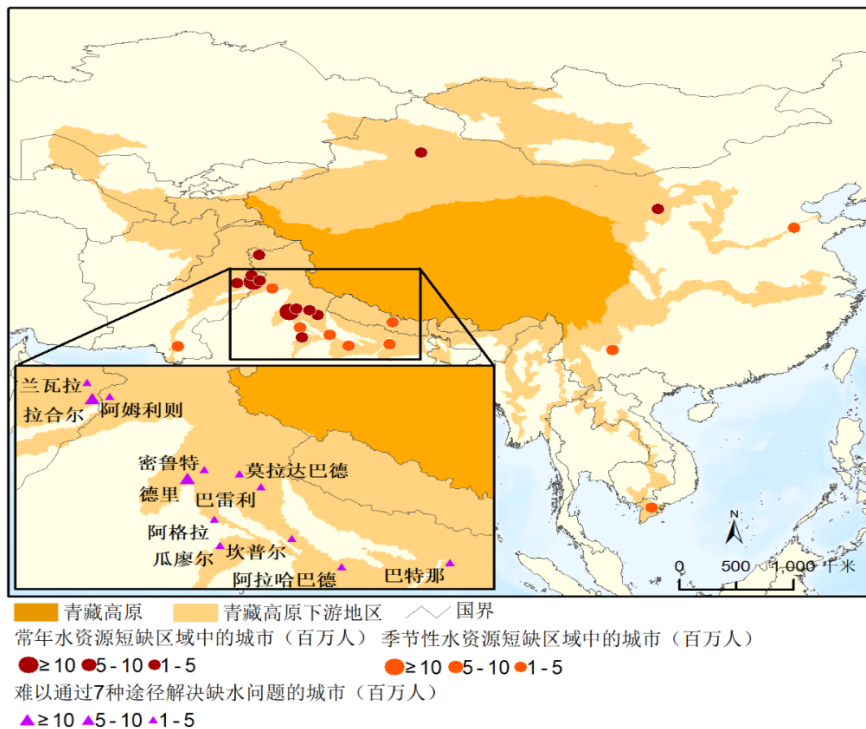 兰瓦拉
拉合尔 阿姆利则
密鲁特 莫拉达巴德
德里 巴雷利
阿格拉
瓜廖尔 坎普尔
阿拉哈巴德 巴特那
N
0 500 1,000 千米
青藏高原 青藏高原下游地区 国界
常年水资源短缺区域中的城市（百万人） 季节性水资源短缺区域中的城市（百万人）
≥10 5-10 1-5 ≥10 5-10 1-5
难以通过7种途径解决缺水问题的城市（百万人）
≥10 5-10 1-5